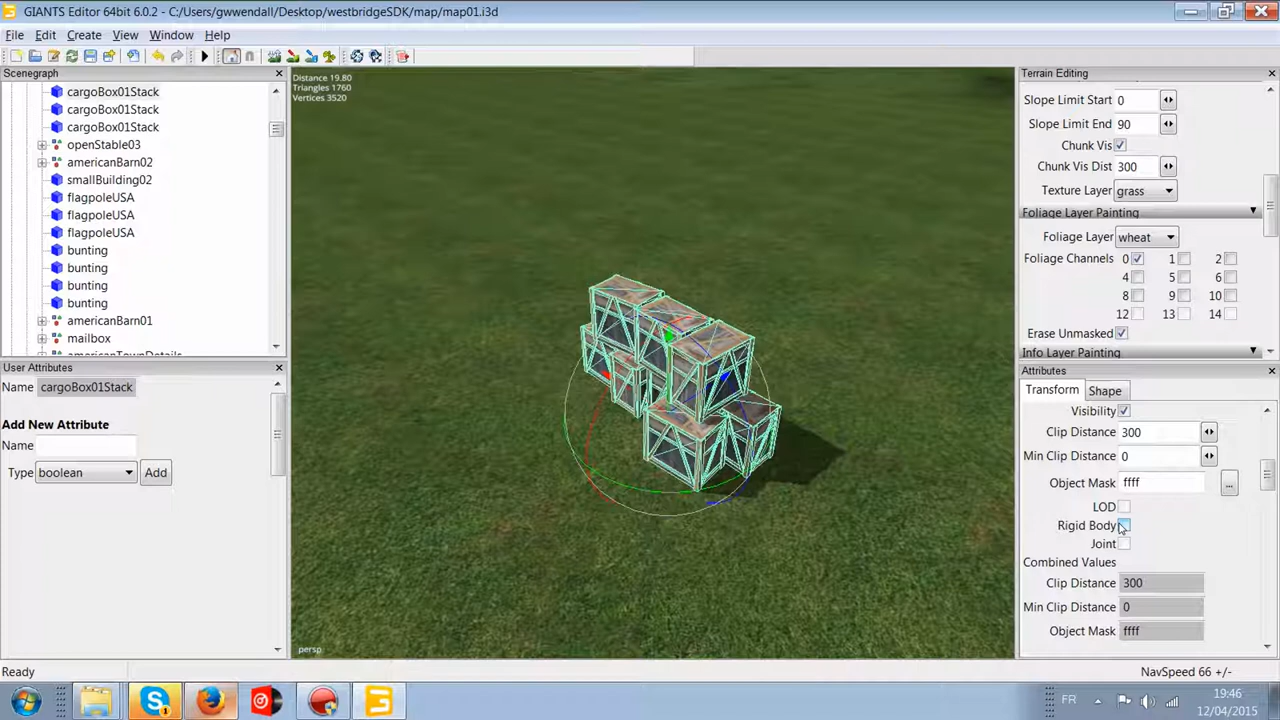 GIANTS Editor 64bit 6.0.2 - C:/Users/gwwendall/Desktop/westbridgeSDK/map/map01.i3d
File Edit Create View Window Help
Scenegraph
cargoBox01Stack
cargoBox01Stack
cargoBox01Stack
openStable03
americanBarn02
smallBuilding02
flagpoleUSA
flagpoleUSA
flagpoleUSA
bunting
bunting
bunting
bunting
americanBarn01
mailbox
americanTownDetails
User Attributes
Name cargoBox01Stack
Add New Attribute
Name
Type boolean Add
Distance 19.80
Triangles 1760
Vertices 3520
persp
Terrain Editing
Slope Limit Start 0
Slope Limit End 90
Chunk Vis
Chunk Vis Dist 300
Texture Layer grass
Foliage Layer Painting
Foliage Layer wheat
Foliage Channels 0 1 2
4 5 6
8 9 10
12 13 14
Erase Unmasked
Info Layer Painting
Attributes
Transform Shape
Visibility
Clip Distance 300
Min Clip Distance 0
Object Mask ffff ...
LOD
Rigid Body
Joint
Combined Values
Clip Distance 300
Min Clip Distance 0
Object Mask ffff
Ready NavSpeed 66 +/-
FR 19:46
12/04/2015